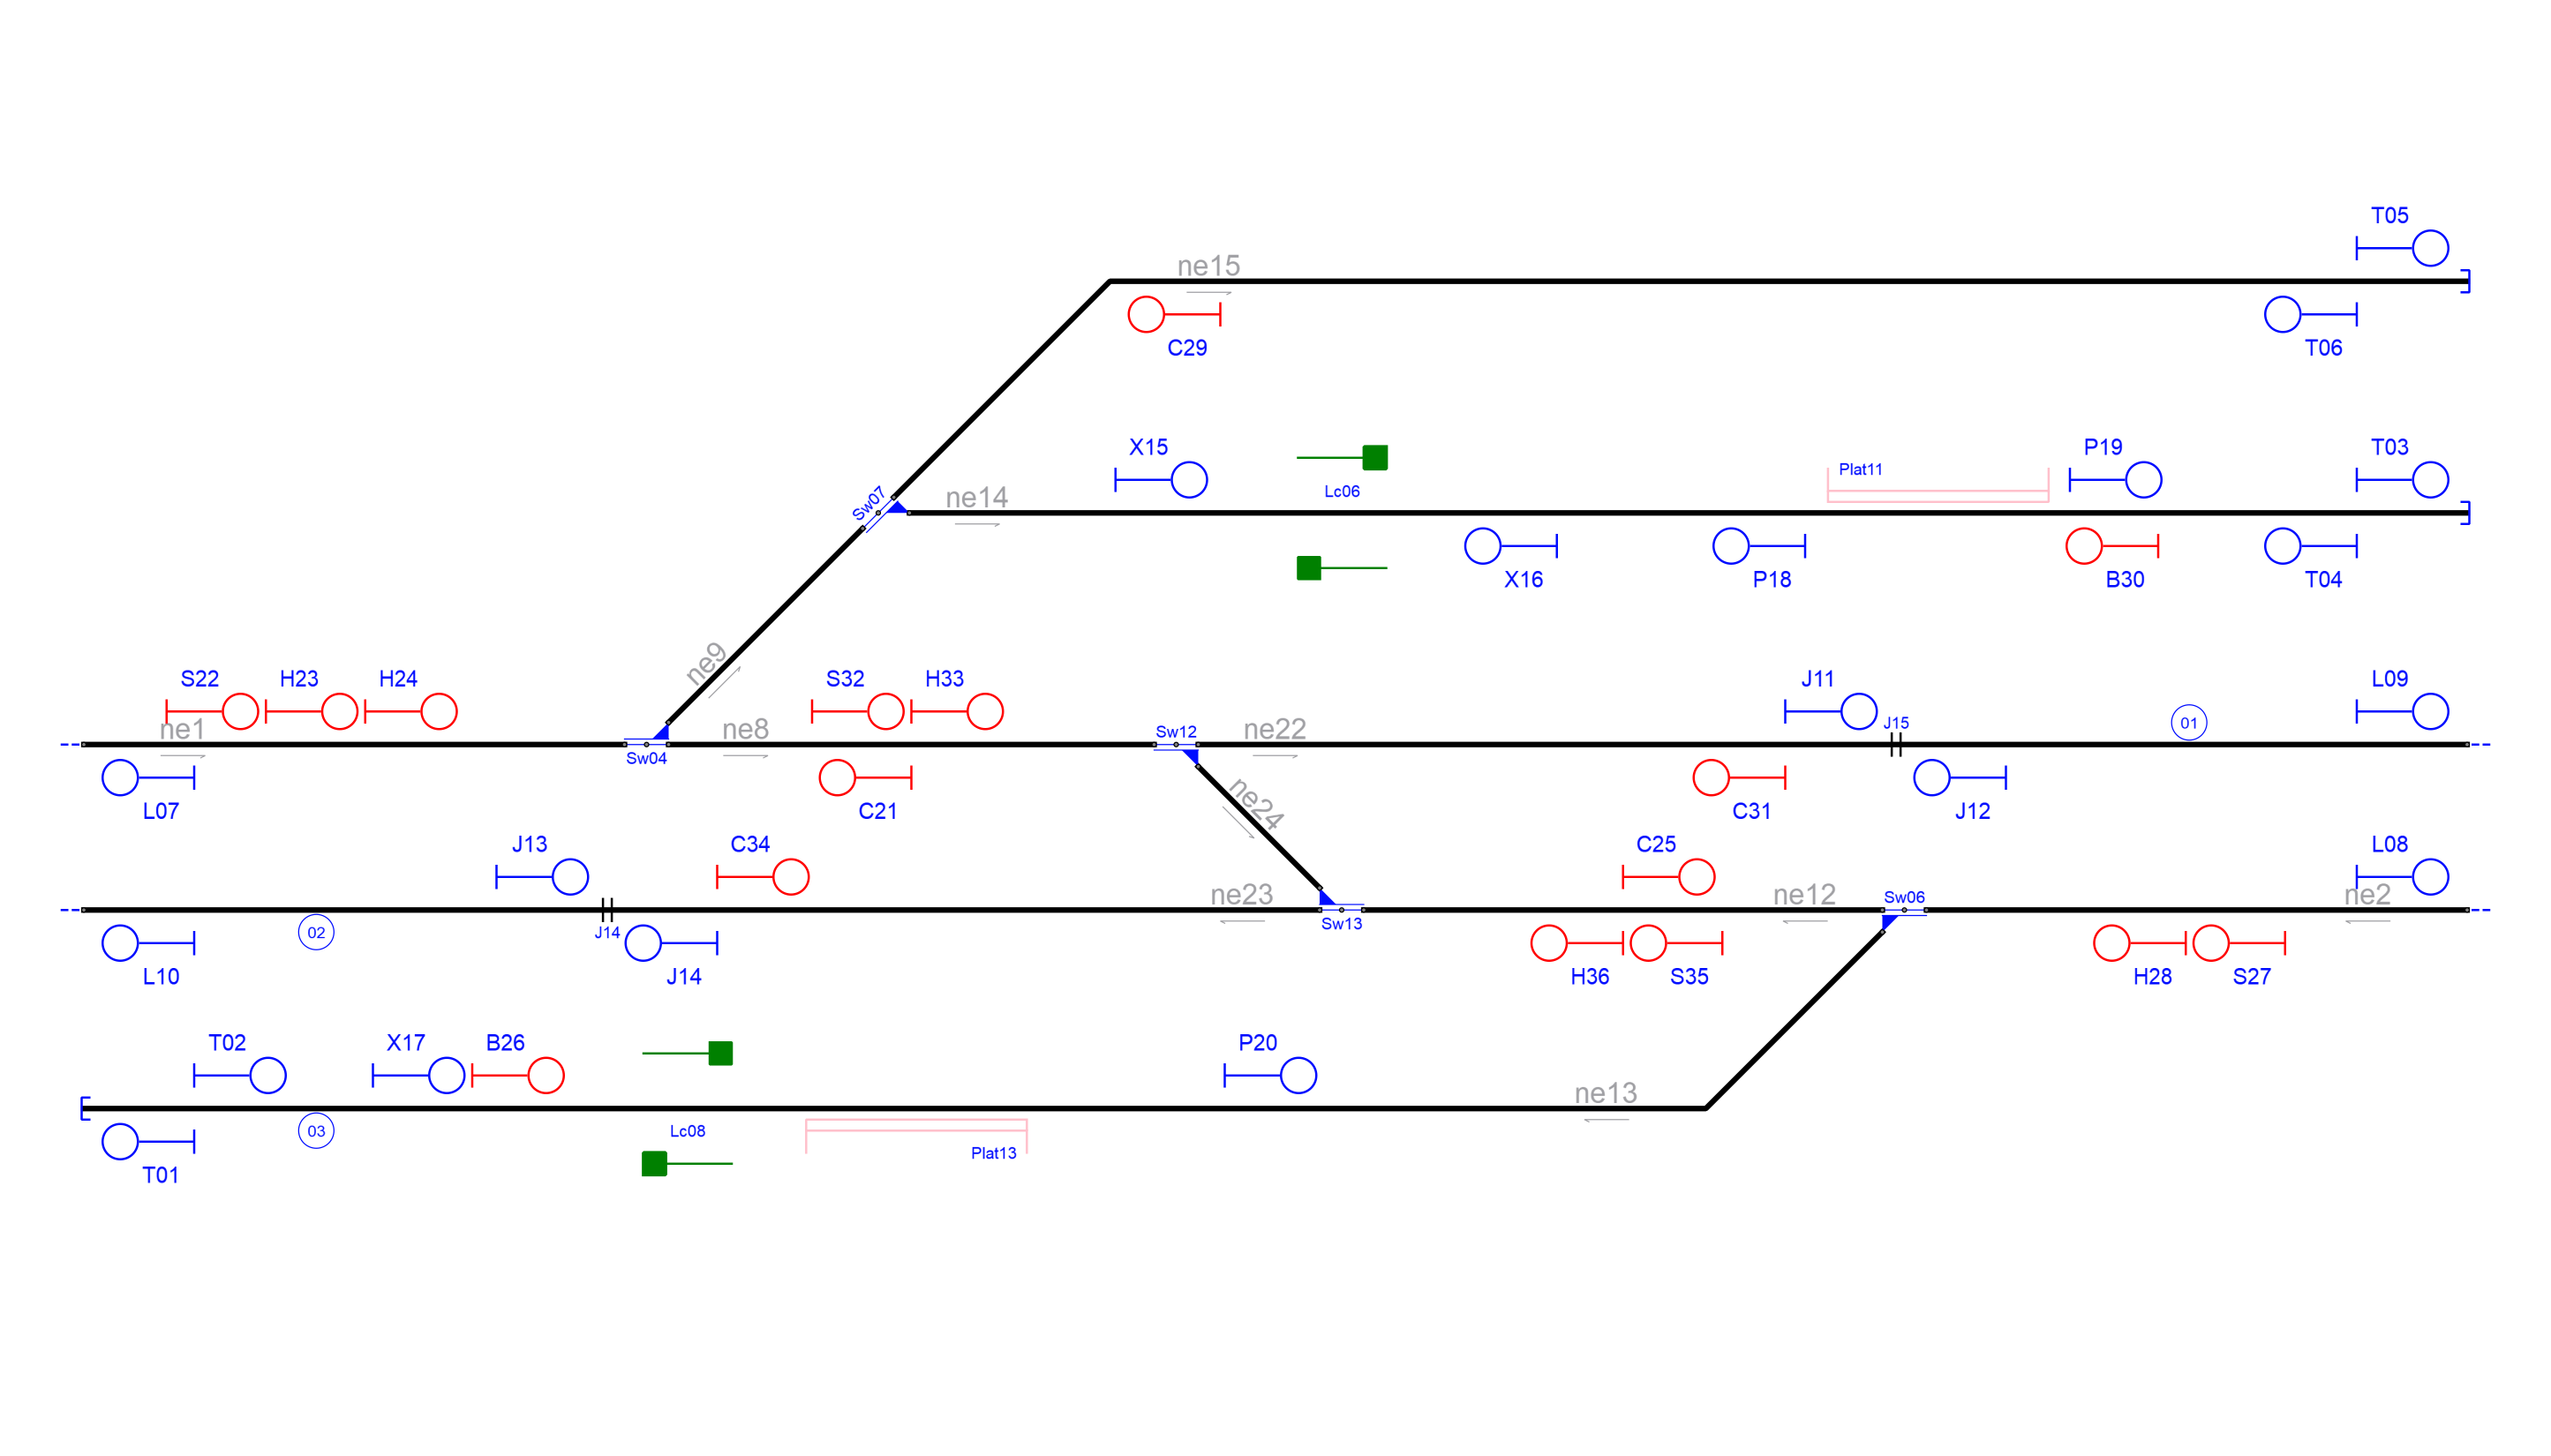 T05
ne15
C29
T06
X15
P19
T03
Plat11
Sw07
ne14
Lc06
X16
P18
B30
T04
ne9
S22
H23
H24
S32
H33
J11
L09
ne1
ne8
Sw12
ne22
J15
01
Sw04
L07
C21
ne24
C31
J12
J13
C34
C25
L08
ne23
ne12
Sw06
ne2
02
J14
Sw13
L10
J14
H36
S35
H28
S27
T02
X17
B26
P20
ne13
03
Lc08
Plat13
T01